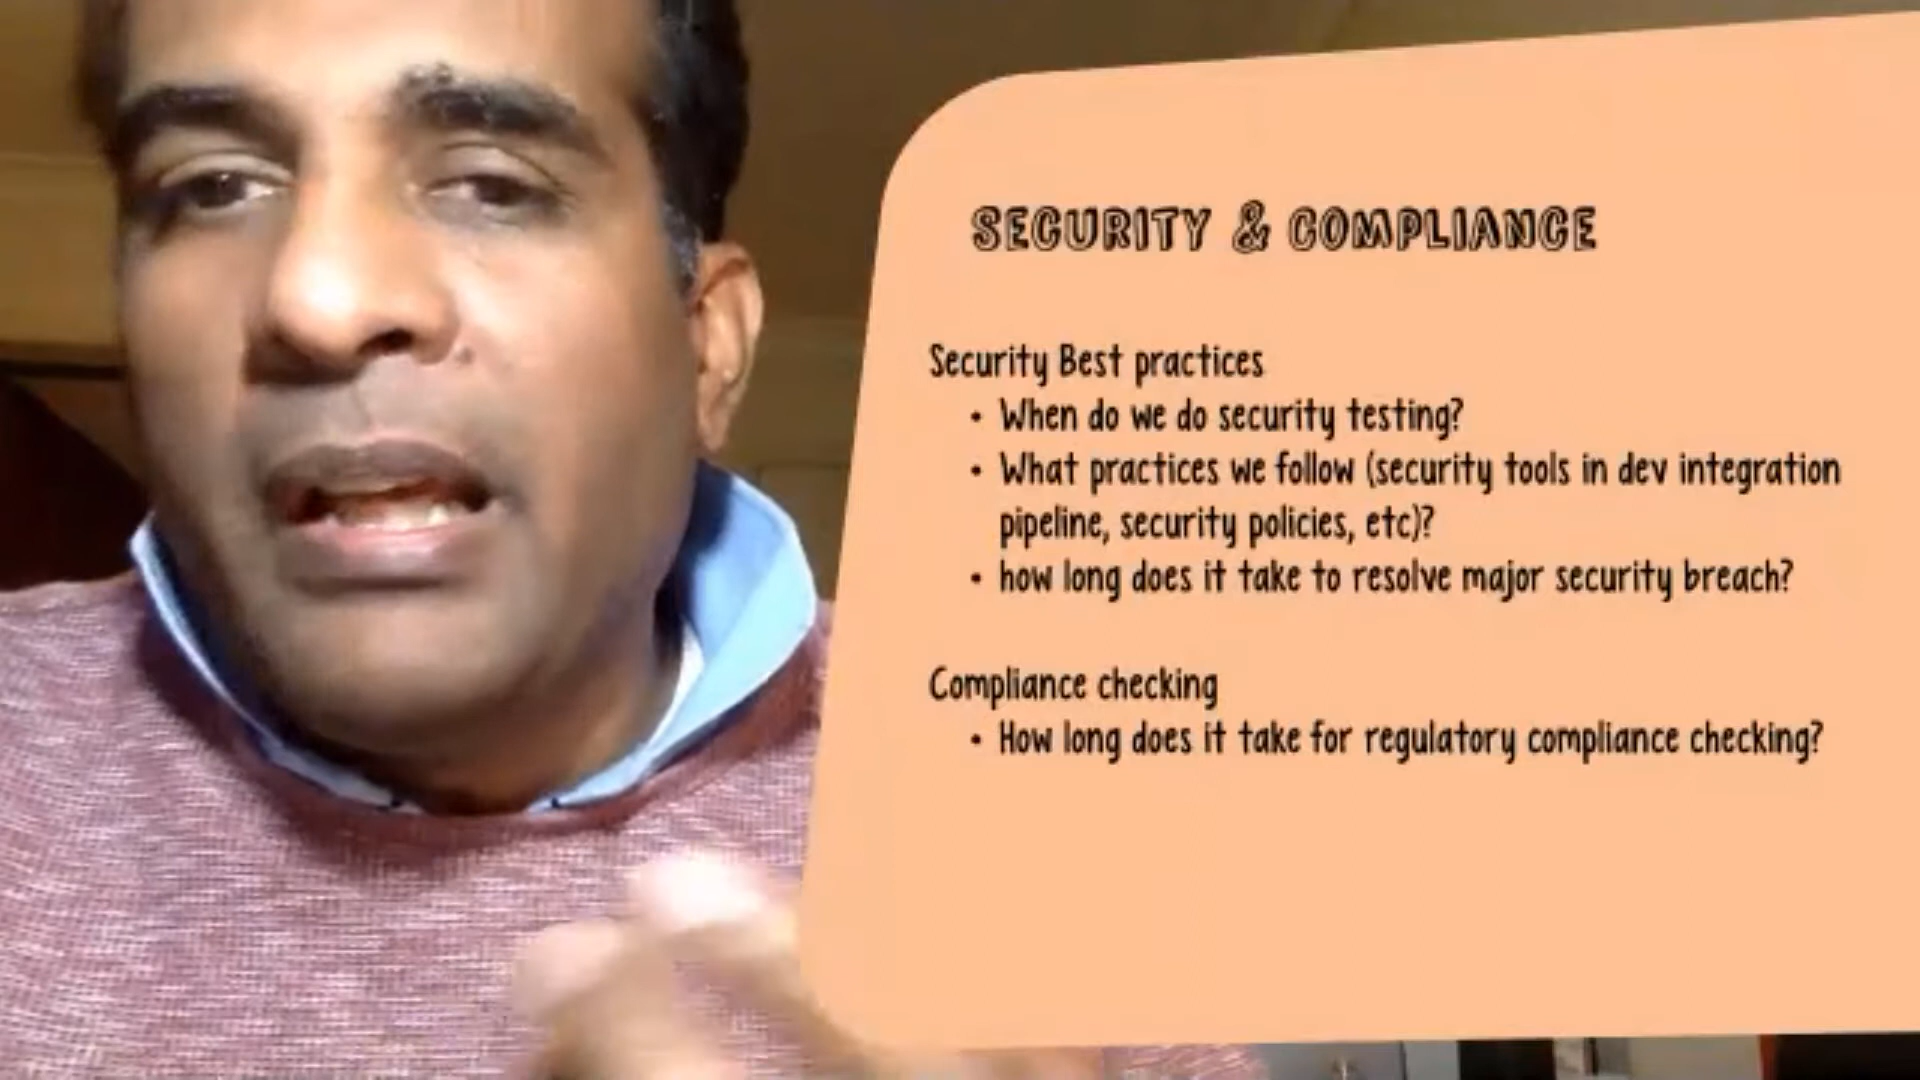 SECURITY & COMPLIANCE
Security Best practices
• When do we do security testing?
• What practices we follow (security tools in dev integration
pipeline, security policies, etc)?
• how long does it take to resolve major security breach?
Compliance checking
• How long does it take for regulatory compliance checking?